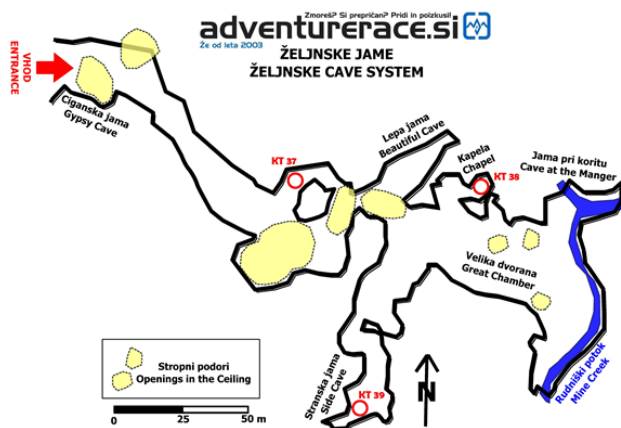 Zmoreš? Si prepričan? Pridi in poizkusi!
adventurerace.si
Že od leta 2003
ŽELJNSKE JAME
ŽELJNSKE CAVE SYSTEM
VHOD
ENTRANCE
Ciganska jama
Gypsy Cave
KT 37
Lepa jama
Beautiful Cave
Kapela
Chapel
KT 38
Jama pri koritu
Cave at the Manger
Velika dvorana
Great Chamber
Rudniški potok
Mine Creek
Stranska jama
Side Cave
KT 39
N
Stropni podori
Openings in the Ceiling
0 25 50 m